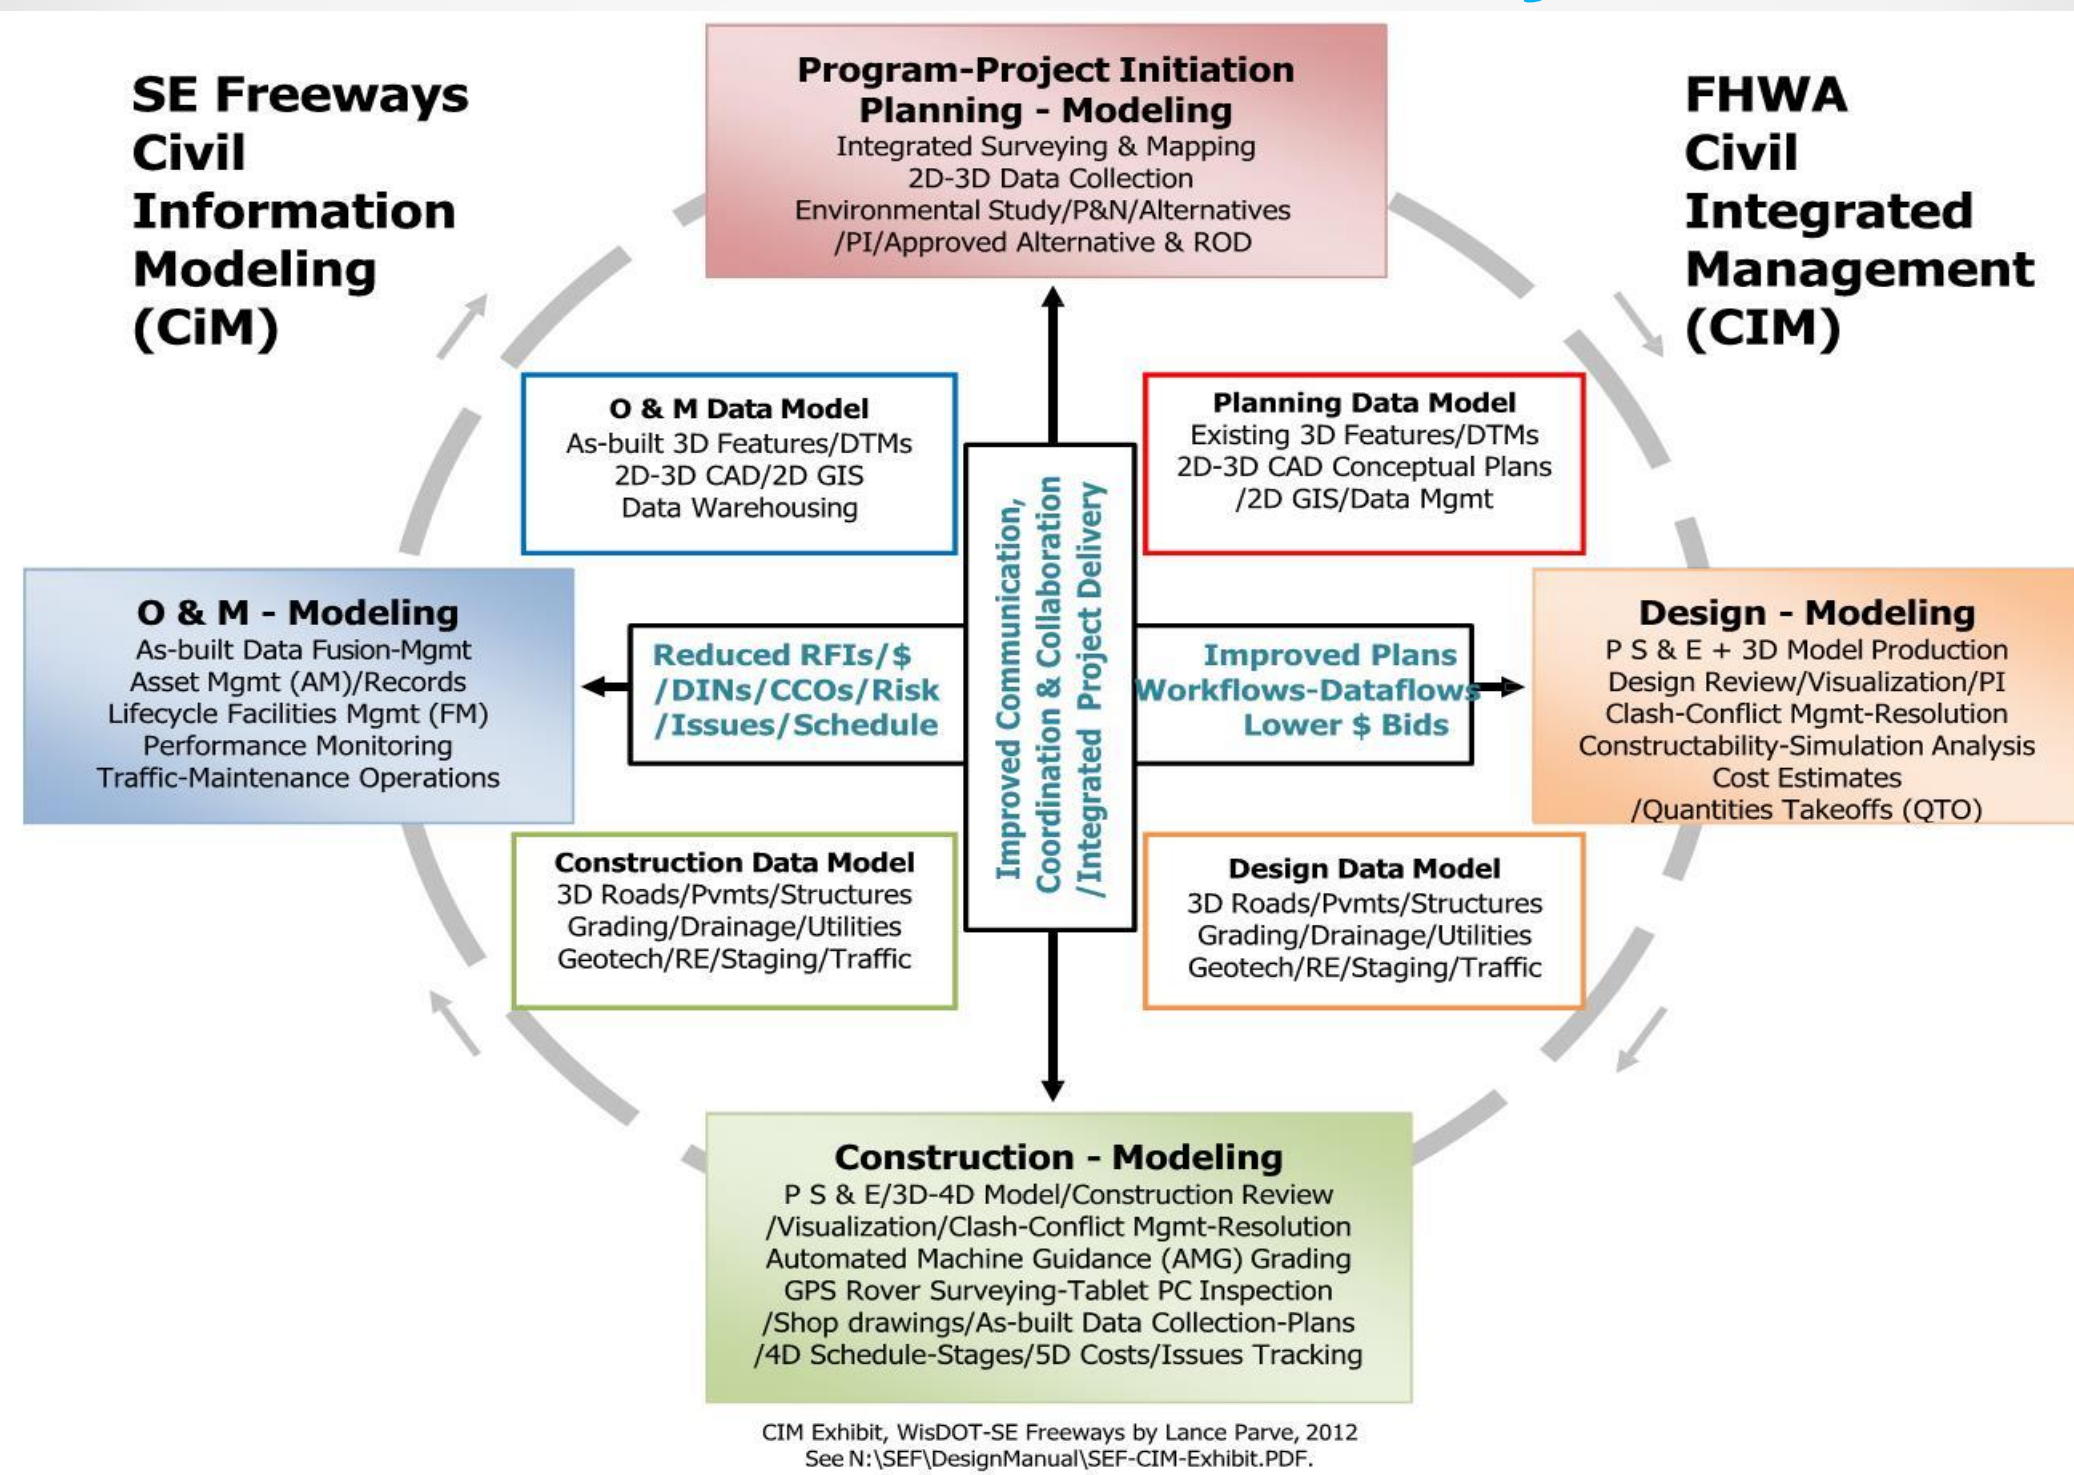 SE Freeways
Civil
Information
Modeling
(CiM)
Program-Project Initiation
Planning - Modeling
Integrated Surveying & Mapping
2D-3D Data Collection
Environmental Study/P&N/Alternatives
/PI/Approved Alternative & ROD
FHWA
Civil
Integrated
Management
(CIM)
O & M Data Model
As-built 3D Features/DTMs
2D-3D CAD/2D GIS
Data Warehousing
Planning Data Model
Existing 3D Features/DTMs
2D-3D CAD Conceptual Plans
/2D GIS/Data Mgmt
O & M - Modeling
As-built Data Fusion-Mgmt
Asset Mgmt (AM)/Records
Lifecycle Facilities Mgmt (FM)
Performance Monitoring
Traffic-Maintenance Operations
Reduced RFIs/$
/DINs/CCOs/Risk
/Issues/Schedule
Improved Communication,
Coordination & Collaboration
/Integrated Project Delivery
Improved Plans
Workflows-Dataflows
Lower $ Bids
Design - Modeling
P S & E + 3D Model Production
Design Review/Visualization/PI
Clash-Conflict Mgmt-Resolution
Constructability-Simulation Analysis
Cost Estimates
/Quantities Takeoffs (QTO)
Construction Data Model
3D Roads/Pvmts/Structures
Grading/Drainage/Utilities
Geotech/RE/Staging/Traffic
Design Data Model
3D Roads/Pvmts/Structures
Grading/Drainage/Utilities
Geotech/RE/Staging/Traffic
Construction - Modeling
P S & E/3D-4D Model/Construction Review
/Visualization/Clash-Conflict Mgmt-Resolution
Automated Machine Guidance (AMG) Grading
GPS Rover Surveying-Tablet PC Inspection
/Shop drawings/As-built Data Collection-Plans
/4D Schedule-Stages/5D Costs/Issues Tracking
CIM Exhibit, WisDOT-SE Freeways by Lance Parve, 2012
See N:\SEF\DesignManual\SEF-CIM-Exhibit.PDF.